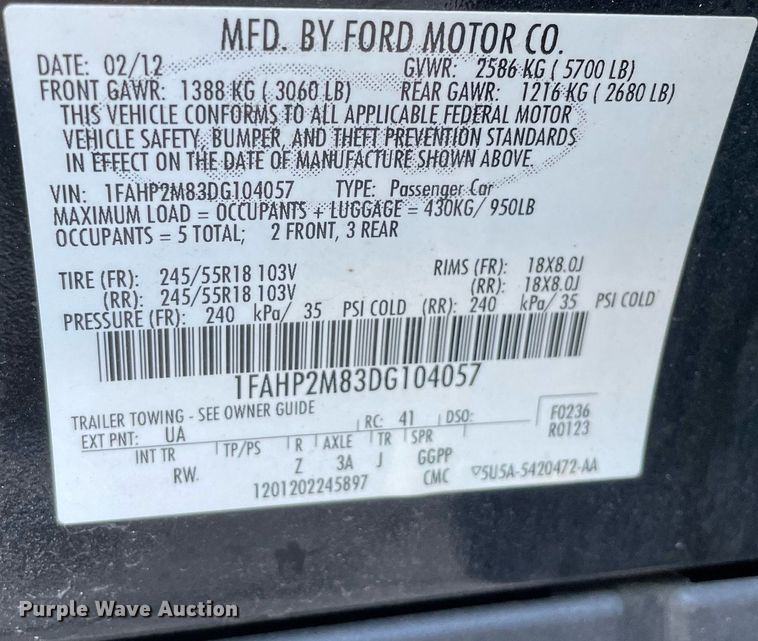 MFD. BY FORD MOTOR CO.
DATE: 02/12 GVWR: 2586 KG ( 5700 LB)
FRONT GAWR: 1388 KG ( 3060 LB) REAR GAWR: 1216 KG ( 2680 LB)
THIS VEHICLE CONFORMS TO ALL APPLICABLE FEDERAL MOTOR
VEHICLE SAFETY, BUMPER, AND THEFT PREVENTION STANDARDS
IN EFFECT ON THE DATE OF MANUFACTURE SHOWN ABOVE.
VIN: 1FAHP2M83DG104057 TYPE: Passenger Car
MAXIMUM LOAD = OCCUPANTS + LUGGAGE = 430KG/ 950LB
OCCUPANTS = 5 TOTAL; 2 FRONT, 3 REAR
TIRE (FR): 245/55R18 103V RIMS (FR): 18X8.0J
(RR): 245/55R18 103V (RR): 18X8.0J
PRESSURE (FR): 240 kPa/ 35 PSI COLD (RR): 240 kPa/ 35 PSI COLD
1FAHP2M83DG104057
TRAILER TOWING - SEE OWNER GUIDE
EXT PNT: UA RC: 41 DSO: F0236
R0123
INT TR TP/PS R AXLE TR SPR
RW. Z 3A J GGPP
1201202245897 CMC 5U5A-5420472-AA
Purple Wave Auction